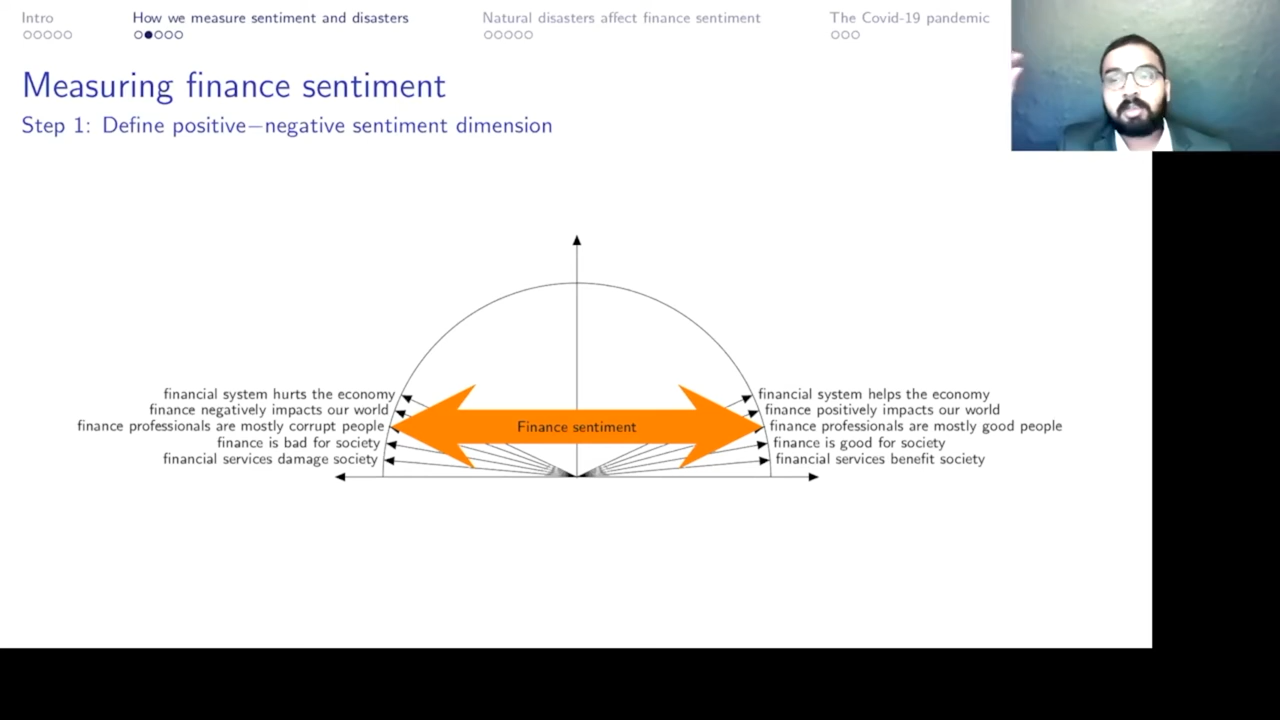 Intro
How we measure sentiment and disasters
Natural disasters affect finance sentiment
The Covid-19 pandemic
Measuring finance sentiment
Step 1: Define positive−negative sentiment dimension
financial system hurts the economy
finance negatively impacts our world
finance professionals are mostly corrupt people
finance is bad for society
financial services damage society
Finance sentiment
financial system helps the economy
finance positively impacts our world
finance professionals are mostly good people
finance is good for society
financial services benefit society